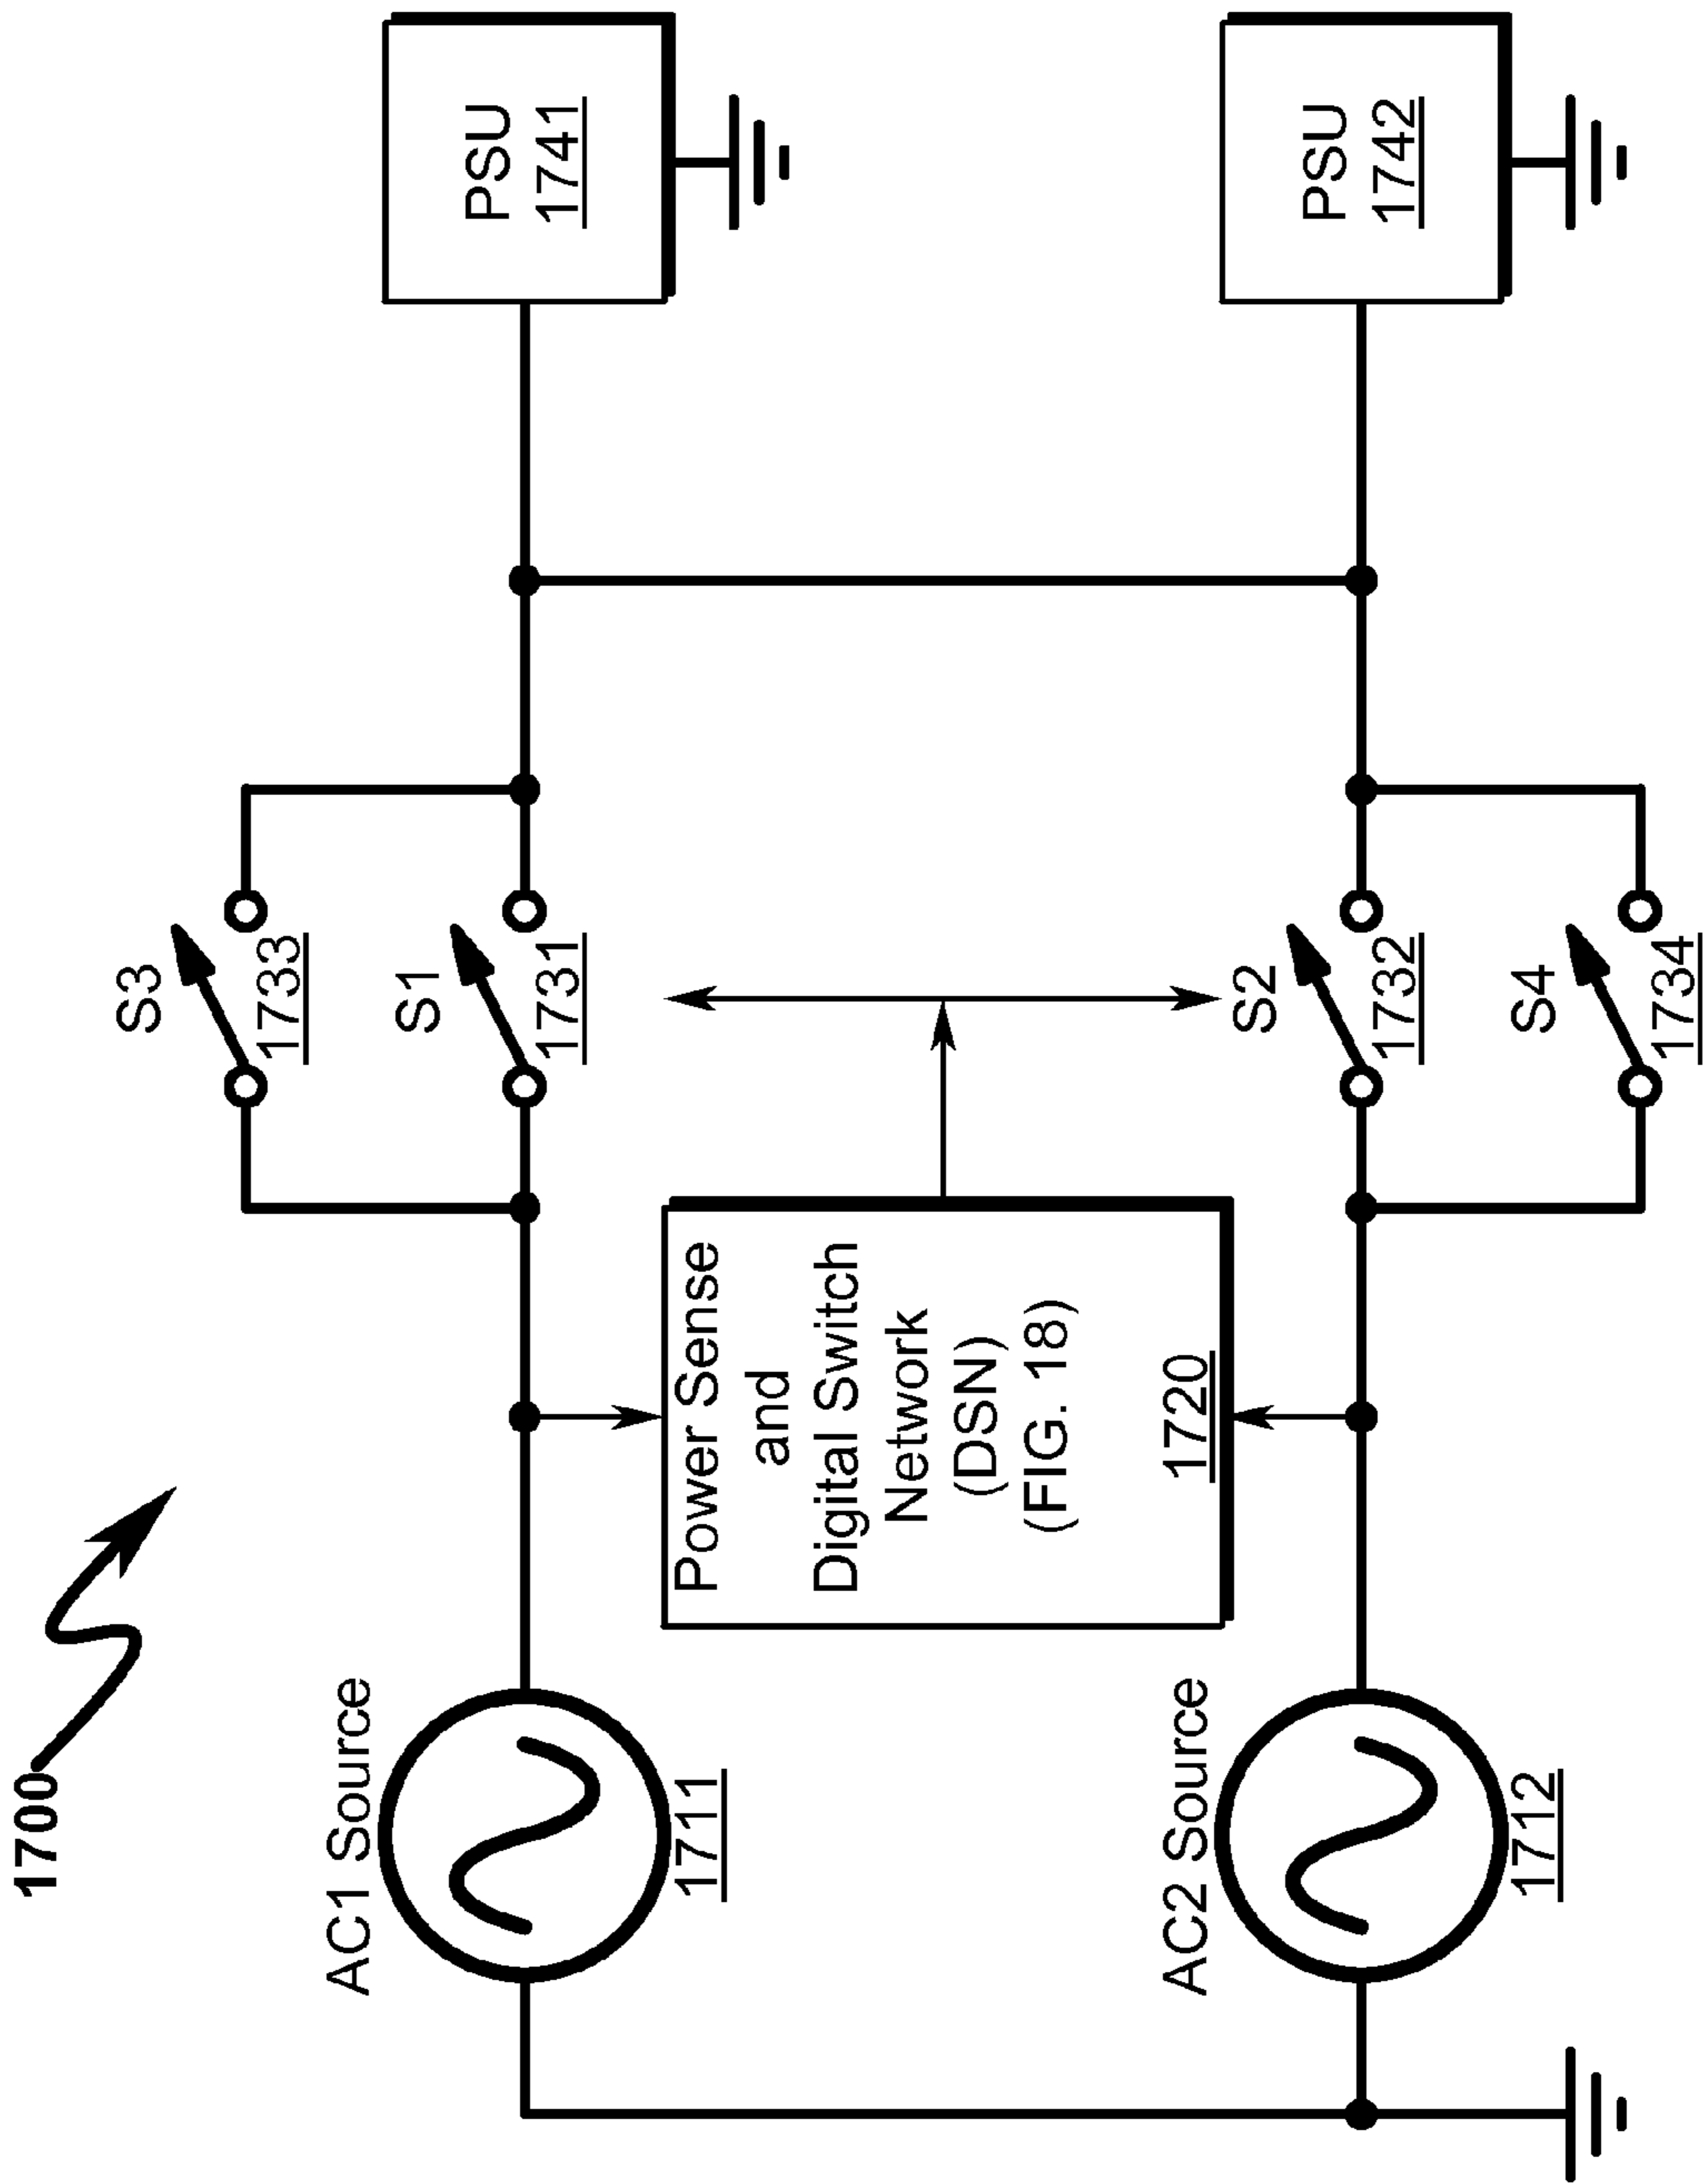 1700
S3
1733
S1
1731
AC1 Source
1711
PSU
1741
Power Sense
and
Digital Switch
Network
(DSN)
(FIG. 18)
1720
AC2 Source
1712
S2
1732
S4
1734
PSU
1742